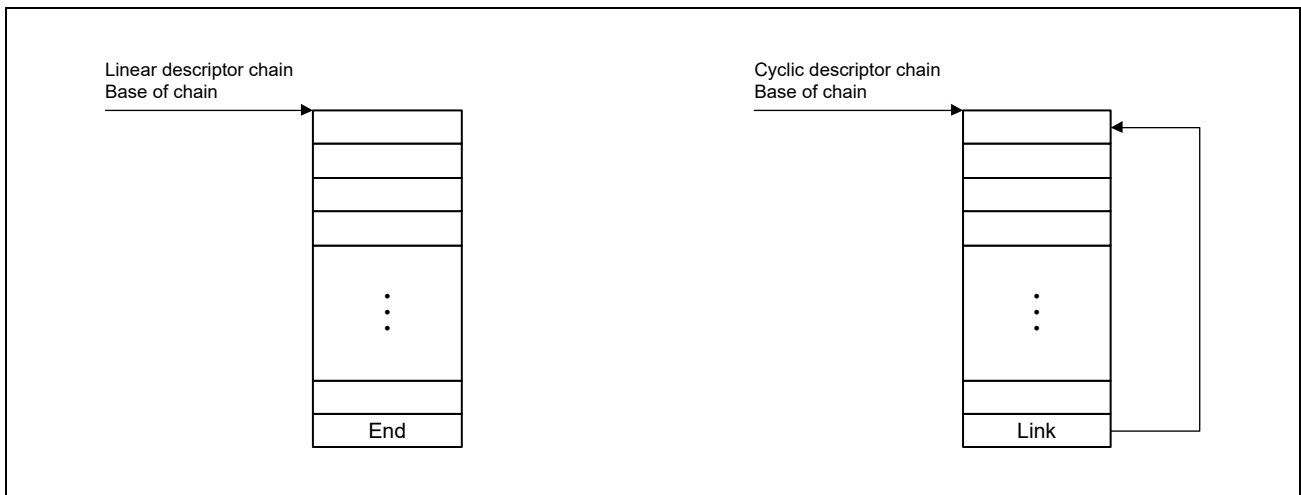 Linear descriptor chain
Base of chain
End
Cyclic descriptor chain
Base of chain
Link